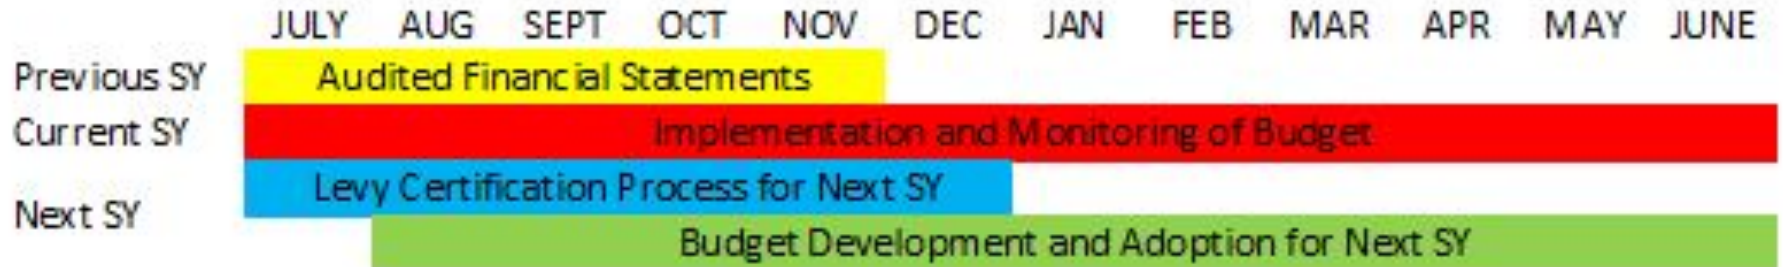 JULY AUG SEPT OCT NOV DEC JAN FEB MAR APR MAY JUNE
Previous SY Audited Financial Statements
Current SY Implementation and Monitoring of Budget
Levy Certification Process for Next SY
Next SY
Budget Development and Adoption for Next SY